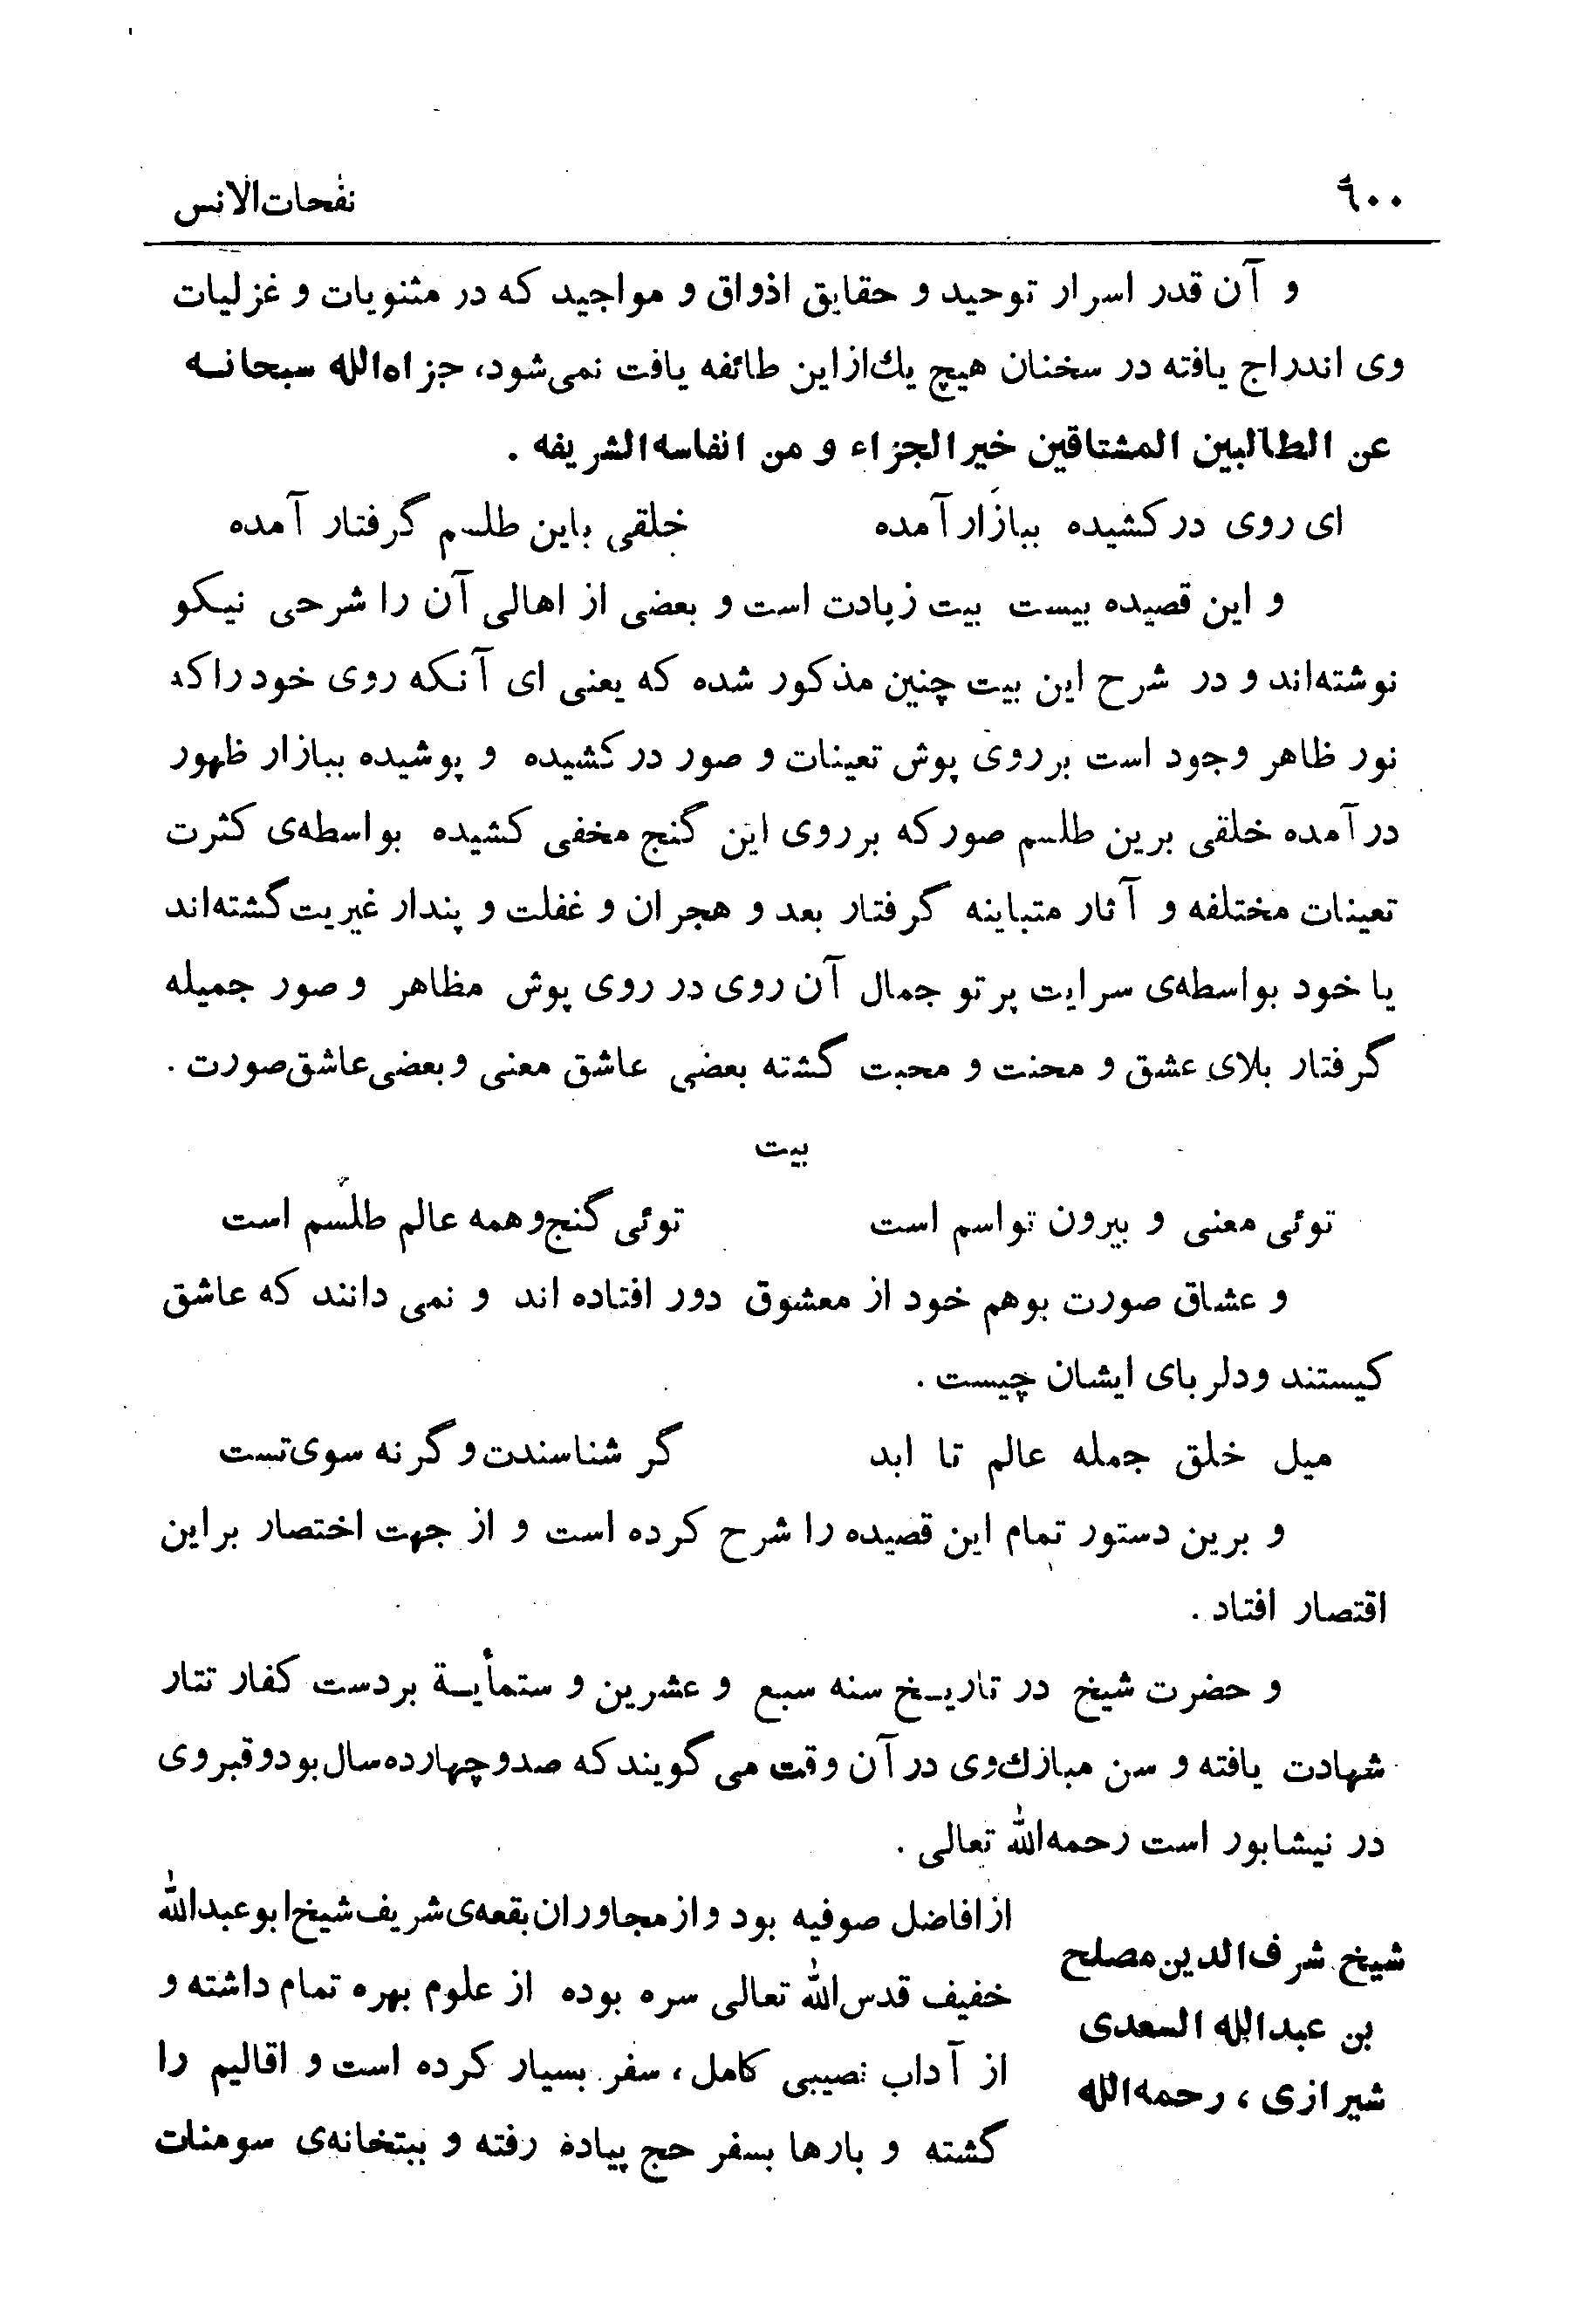 ۶۰۰
نفحات‌الانس
و آن قدر اسرار توحید و حقایق اذواق و مواجید که در مثنویات و غزلیات
وی اندراج یافته در سخنان هیچ یك‌ازاین طائفه یافت نمی‌شود، جزاه‌الله سبحانه
عن الطالبین المشتاقین خیرالجزاء و من انفاسه‌الشریفه .
ای روی درکشیده ببازار آمده
خلقی باین طلسم گرفتار آمده
و این قصیده بیست بیت زیادت است و بعضی از اهالی آن را شرحی نیکو
نوشته‌اند و در شرح این بیت چنین مذکور شده که یعنی ای آنکه روی خود راکه
نور ظاهر وجود است برروی پوش تعینات و صور درکشیده و پوشیده ببازار ظهور
درآمده خلقی برین طلسم صورکه برروی این گنج مخفی کشیده بواسطه‌ی کثرت
تعینات مختلفه و آثار متباینه گرفتار بعد و هجران و غفلت و پندار غیریت گشته‌اند
یا خود بواسطه‌ی سرایت پرتو جمال آن روی در روی پوش مظاهر و صور جمیله
گرفتار بلای عشق و محنت و محبت گشته بعضی عاشق معنی وبعضی عاشق صورت .
بیت
توئی معنی و بیرون تواسم است
توئی گنج‌وهمه عالم طلسم است
و عشاق صورت بوهم خود از معشوق دور افتاده اند و نمی دانند که عاشق
کیستند ودلربای ایشان چیست .
میل خلق جمله عالم تا ابد
گر شناسندت‌و گرنه سوی‌تست
و برین دستور تمام این قصیده را شرح کرده است و از جهت اختصار براین
اقتصار افتاد .
و حضرت شیخ در تاریخ سنه سبع و عشرین و ستمأیة بردست کفار تتار
شهادت یافته و سن مبارك‌وی درآن وقت می گویندکه صدوچهارده‌سال‌بودوقبروی
در نیشابور است رحمه‌الله تعالی .
شیخ شرف‌الدین‌مصلح
بن عبدالله السعدی
شیرازی ، رحمه‌الله
ازافاضل صوفیه بود وازمجاوران‌بقعه‌ی‌شریف‌شیخ‌ابوعبدالله
خفیف قدس‌الله تعالی سره بوده از علوم بهره تمام داشته و
از آداب نصیبی کامل، سفر بسیار کرده است و اقالیم را
گشته و بارها بسفر حج پیاده رفته و ببتخانه‌ی سومنات